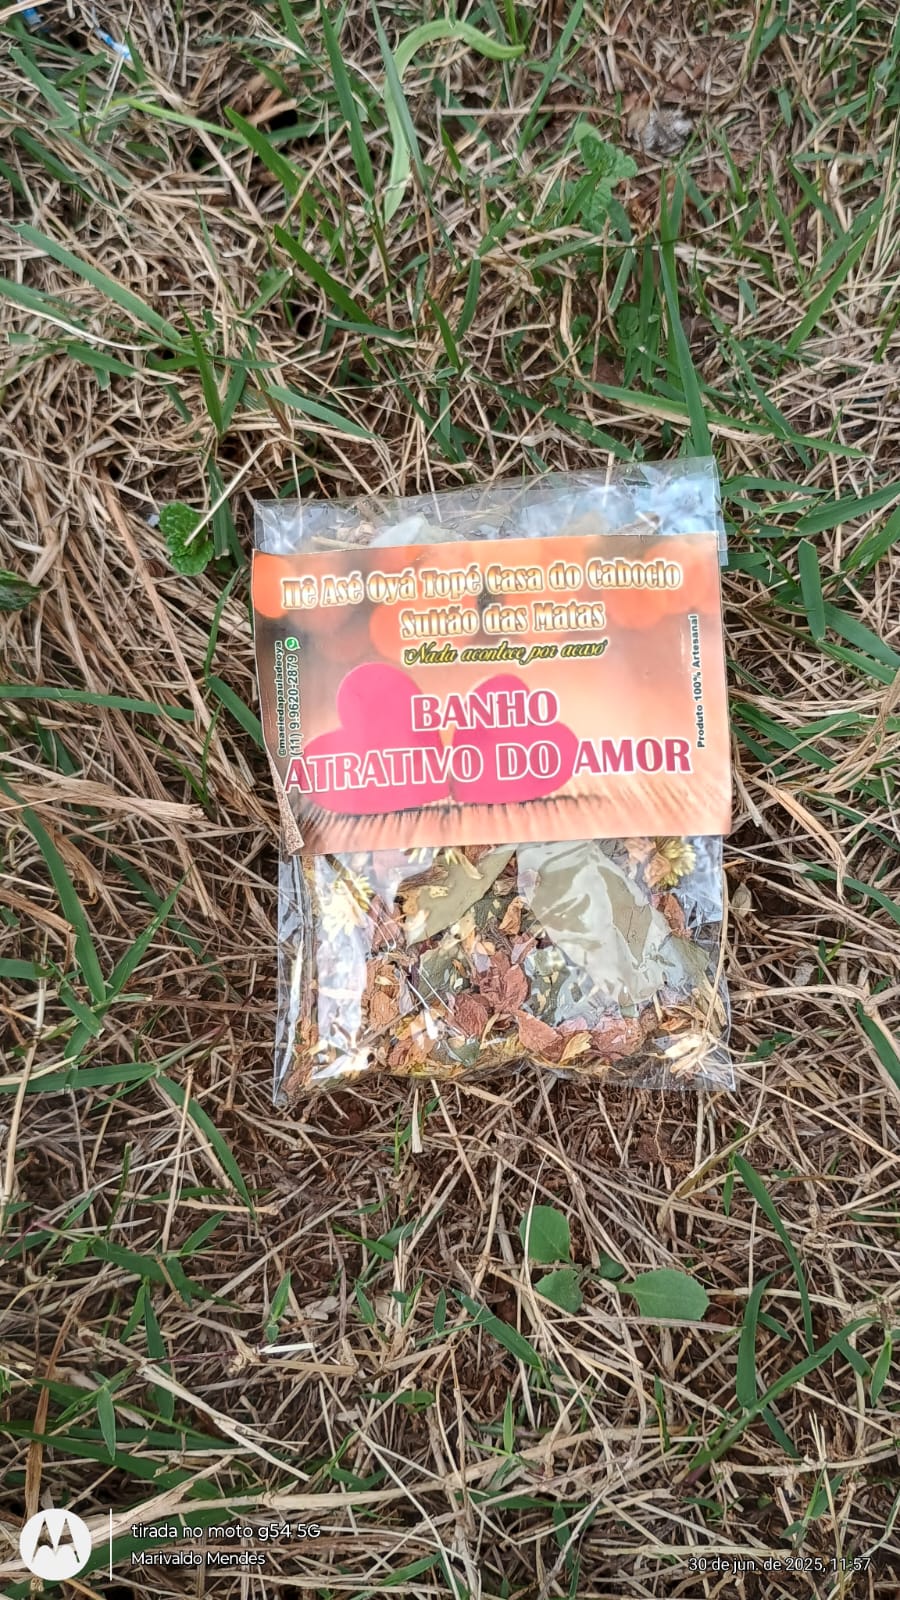 Ilê Asé Oyá Topé Casa do Caboclo
Sultão das Matas
Nada acontece por acaso
@maeiedapauladeoya
(11) 9.9620-2879
Produto 100% Artesanal
BANHO
ATRATIVO DO AMOR
tirada no moto g54 5G
Marivaldo Mendes
30 de jun. de 2025, 11:57